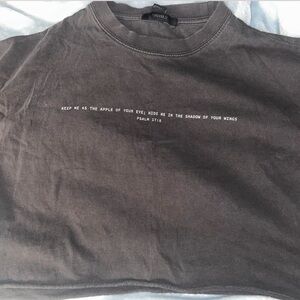 KEEP ME AS THE APPLE OF YOUR EYE; HIDE ME IN THE SHADOW OF YOUR WINGS
PSALM 17:8